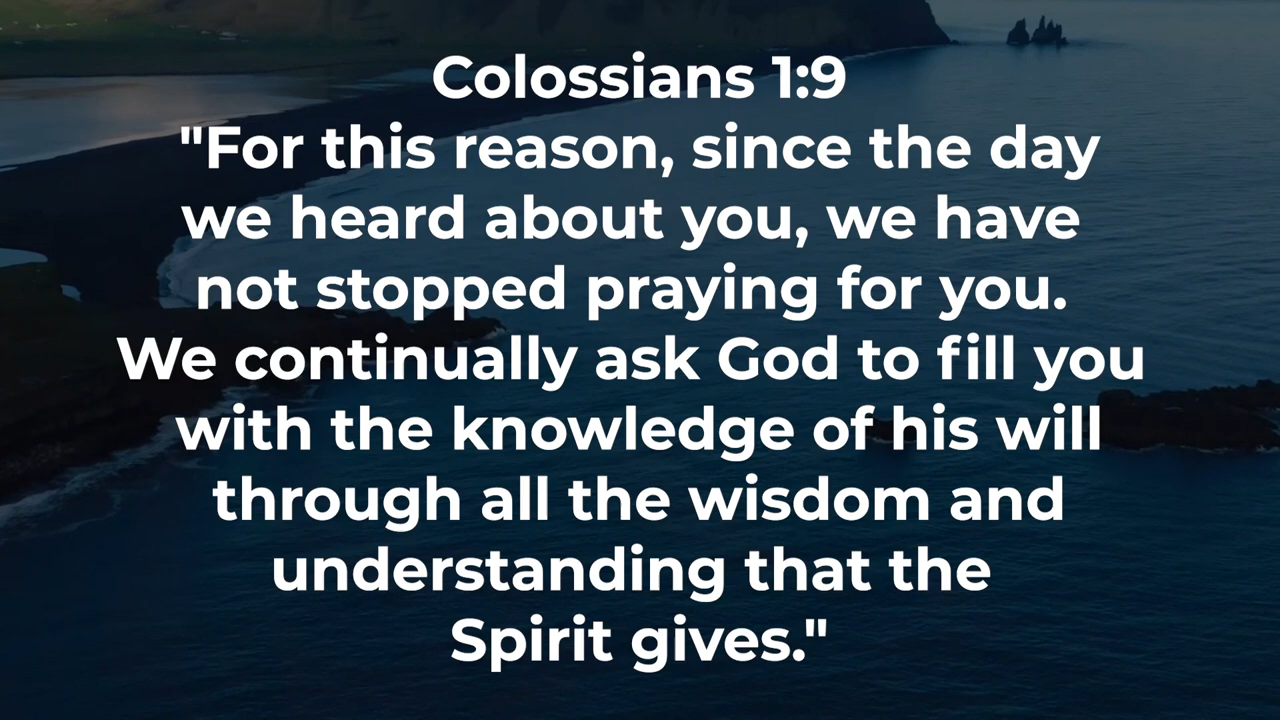 Colossians 1:9
"For this reason, since the day
we heard about you, we have
not stopped praying for you.
We continually ask God to fill you
with the knowledge of his will
through all the wisdom and
understanding that the
Spirit gives."